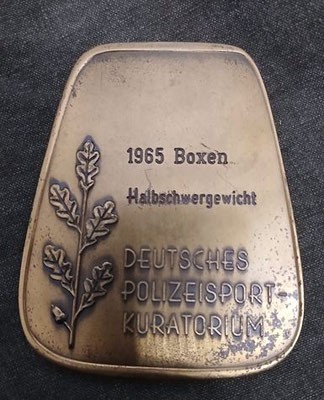 1965 Boxen
Halbschwergewicht
DEUTSCHES
POLIZEISPORT-
KURATORIUM